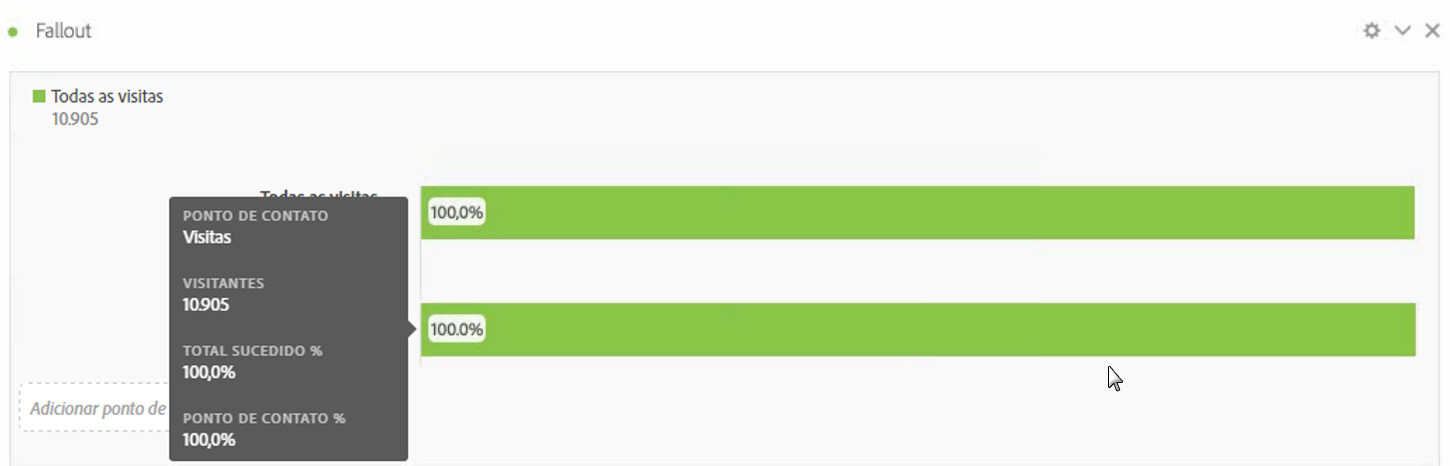 Fallout
Todas as visitas
10.905
Todas as visitas
100,0%
PONTO DE CONTATO
Visitas
VISITANTES
10.905
100.0%
TOTAL SUCEDIDO %
100,0%
Adicionar ponto de
PONTO DE CONTATO %
100,0%